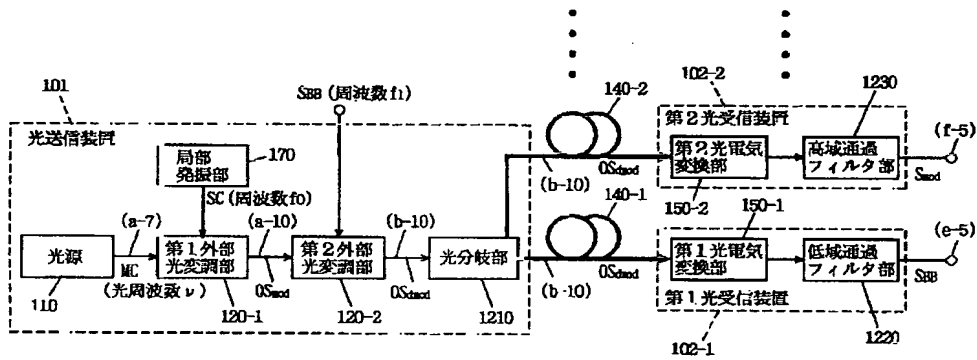 101
光送信装置
SBB (周波数f1)
局部
発振部
170
SC(周波数f0)
(a-7)
光源
110
MC
(光周波数ν)
第1外部
光変調部
120-1
(a-10)
OSmod
第2外部
光変調部
120-2
(b-10)
OSdmod
光分岐部
1210
140-2
(b-10)
OSdmod
140-1
(b-10)
OSdmod
102-2
第2光受信装置
第2光電気
変換部
150-2
1230
高域通過
フィルタ部
Smod
(f-5)
150-1
第1光電気
変換部
第1光受信装置
102-1
低域通過
フィルタ部
1220
SBB
(e-5)